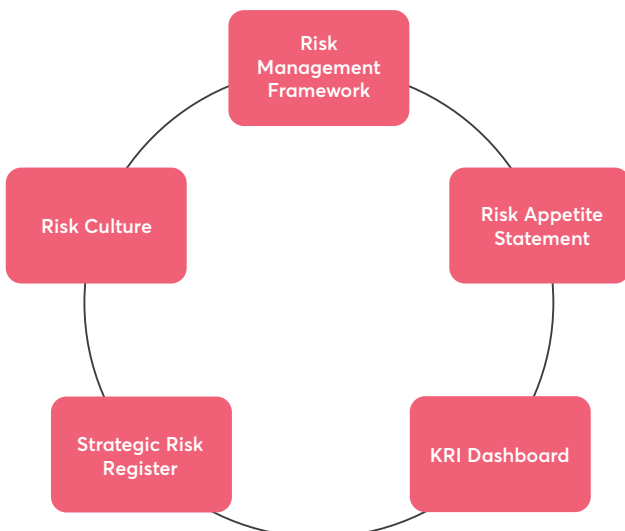 Risk
Management
Framework
Risk Appetite
Statement
KRI Dashboard
Strategic Risk
Register
Risk Culture